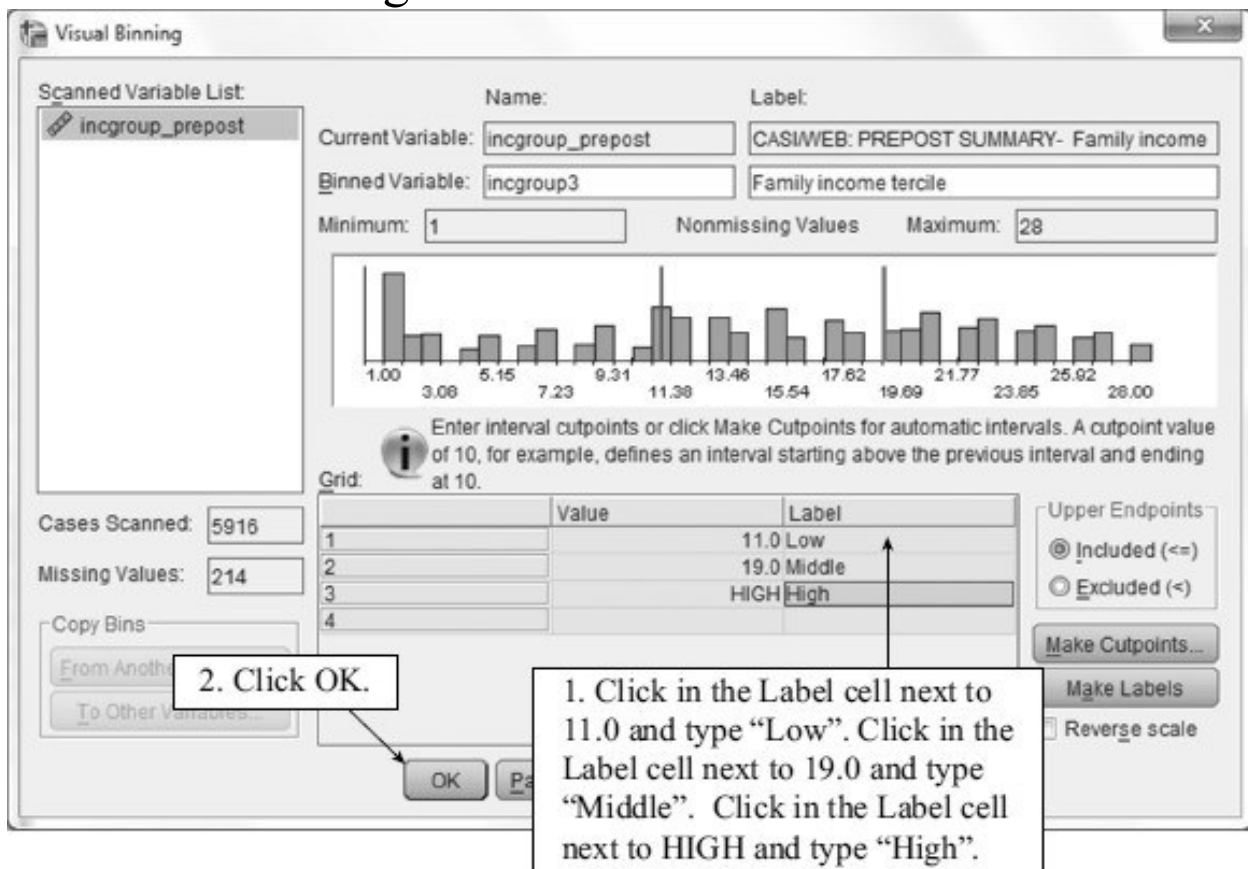 Visual Binning
Scanned Variable List:
incgroup_prepost
Name:
Label:
Current Variable:
incgroup_prepost
CASI/WEB: PREPOST SUMMARY- Family income
Binned Variable:
incgroup3
Family income tercile
Minimum:
1
Nonmissing Values
Maximum:
28
1.00 5.15 9.31 13.46 17.62 21.77 25.92
3.08 7.23 11.38 15.54 19.69 23.85 28.00
Enter interval cutpoints or click Make Cutpoints for automatic intervals. A cutpoint value
of 10, for example, defines an interval starting above the previous interval and ending
at 10.
Grid:
Value Label
1 11.0 Low
2 19.0 Middle
3 HIGH High
4
Cases Scanned: 5916
Missing Values: 214
Copy Bins
From Anothe
To Other Variables...
Upper Endpoints
Included (<=)
Excluded (<)
Make Cutpoints...
Make Labels
Reverse scale
2. Click OK.
OK
Pa
1. Click in the Label cell next to
11.0 and type “Low”. Click in the
Label cell next to 19.0 and type
“Middle”. Click in the Label cell
next to HIGH and type “High”.